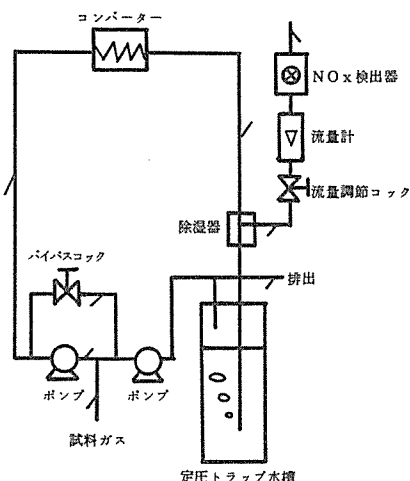 コンバーター
NOx検出器
流量計
流量調節コック
除湿器
バイパスコック
排出
ポンプ
ポンプ
試料ガス
定圧トラップ水槽